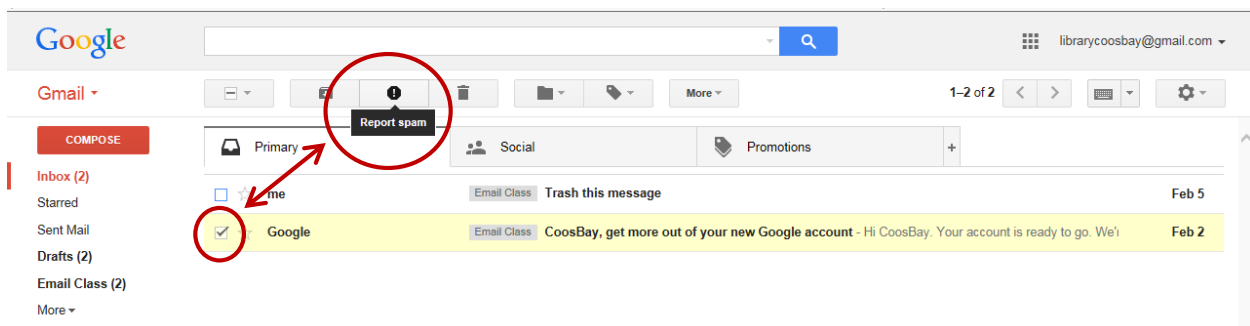 Google
librarycoosbay@gmail.com
Gmail
More
1–2 of 2
Report spam
COMPOSE
Primary
Social
Promotions
+
Inbox (2)
me Email Class Trash this message Feb 5
Starred
Sent Mail
Google Email Class CoosBay, get more out of your new Google account - Hi CoosBay. Your account is ready to go. We' Feb 2
Drafts (2)
Email Class (2)
More